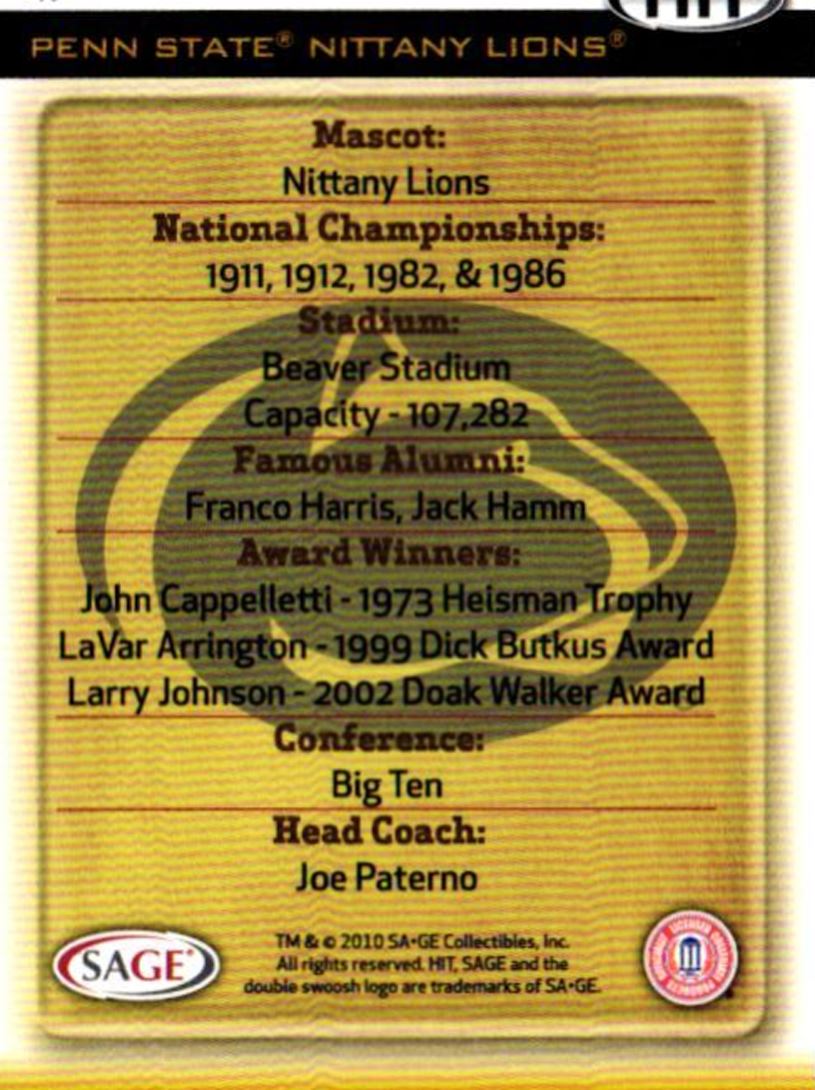 HIT
PENN STATE® NITTANY LIONS®
Mascot:
Nittany Lions
National Championships:
1911, 1912, 1982, & 1986
Stadium:
Beaver Stadium
Capacity - 107,282
Famous Alumni:
Franco Harris, Jack Hamm
Award Winners:
John Cappelletti - 1973 Heisman Trophy
LaVar Arrington - 1999 Dick Butkus Award
Larry Johnson - 2002 Doak Walker Award
Conference:
Big Ten
Head Coach:
Joe Paterno
SAGE®
TM & © 2010 SA•GE Collectibles, Inc.
All rights reserved. HIT, SAGE and the
double swoosh logo are trademarks of SA•GE.